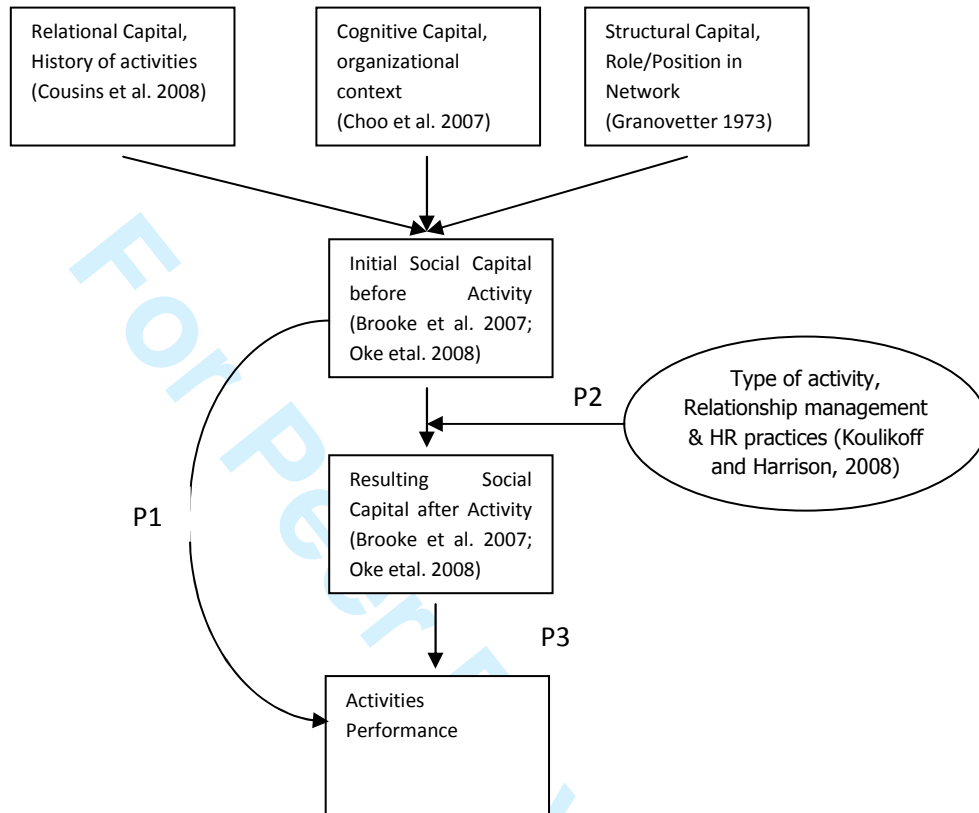 Relational Capital,
History of activities
(Cousins et al. 2008)
Cognitive Capital,
organizational
context
(Choo et al. 2007)
Structural Capital,
Role/Position in
Network
(Granovetter 1973)
Initial Social Capital
before Activity
(Brooke et al. 2007;
Oke etal. 2008)
P2
Type of activity,
Relationship management
& HR practices (Koulikoff
and Harrison, 2008)
Resulting Social
Capital after Activity
(Brooke et al. 2007;
Oke etal. 2008)
P1
P3
Activities
Performance
For Peer